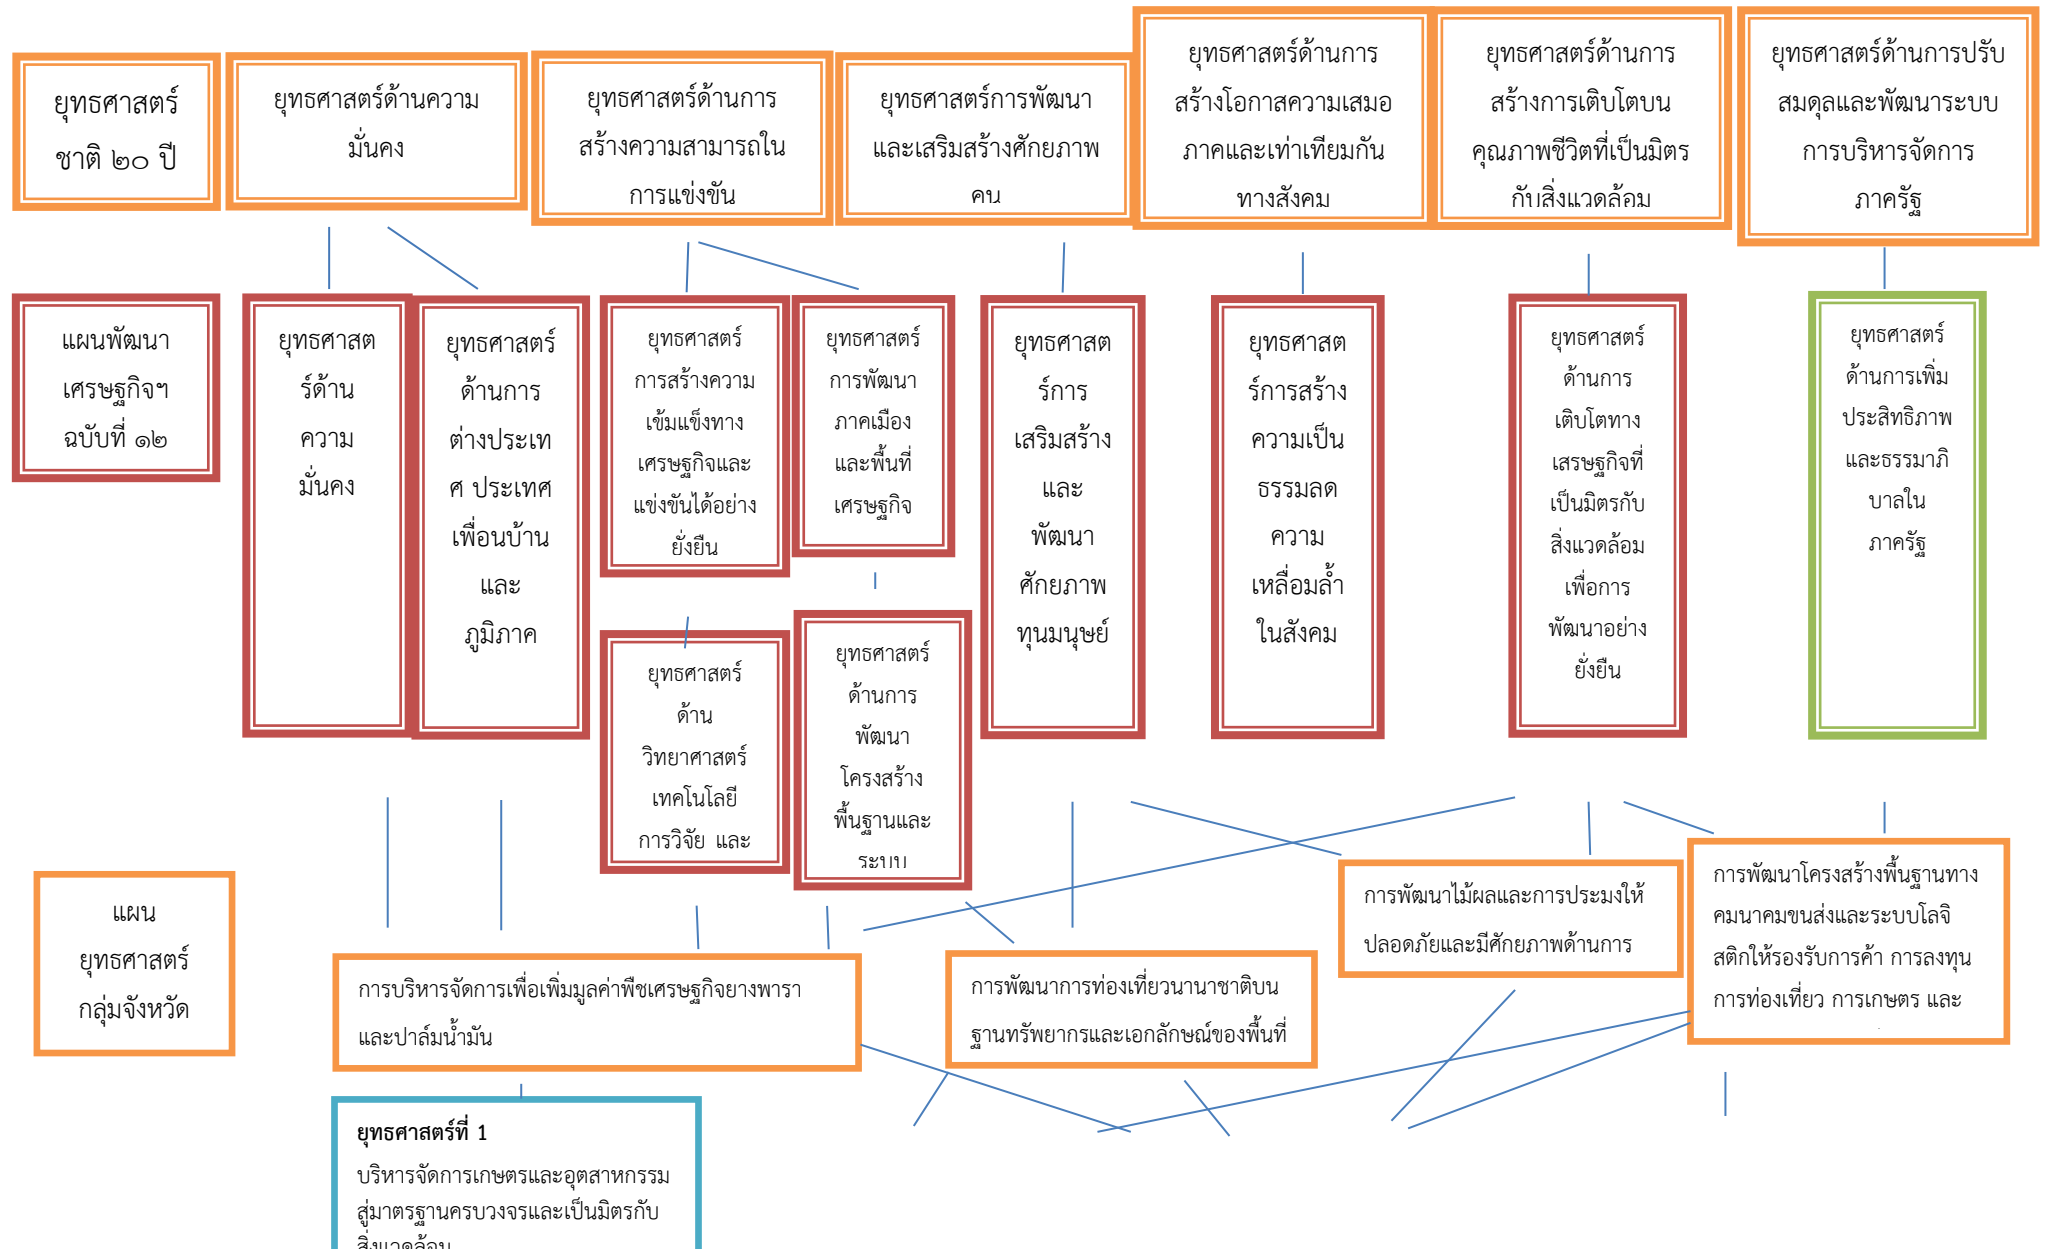 ยุทธศาสตร์
ชาติ ๒๐ ปี
ยุทธศาสตร์ด้านความ
มั่นคง
ยุทธศาสตร์ด้านการ
สร้างความสามารถใน
การแข่งขัน
ยุทธศาสตร์การพัฒนา
และเสริมสร้างศักยภาพ
คน
ยุทธศาสตร์ด้านการ
สร้างโอกาสความเสมอ
ภาคและเท่าเทียมกัน
ทางสังคม
ยุทธศาสตร์ด้านการ
สร้างการเติบโตบน
คุณภาพชีวิตที่เป็นมิตร
กับสิ่งแวดล้อม
ยุทธศาสตร์ด้านการปรับ
สมดุลและพัฒนาระบบ
การบริหารจัดการ
ภาครัฐ
แผนพัฒนา
เศรษฐกิจฯ
ฉบับที่ ๑๒
ยุทธศาสต
ร์ด้าน
ความ
มั่นคง
ยุทธศาสตร์
ด้านการ
ต่างประเท
ศ ประเทศ
เพื่อนบ้าน
และ
ภูมิภาค
ยุทธศาสตร์
การสร้างความ
เข้มแข็งทาง
เศรษฐกิจและ
แข่งขันได้อย่าง
ยั่งยืน
ยุทธศาสตร์
การพัฒนา
ภาคเมือง
และพื้นที่
เศรษฐกิจ
ยุทธศาสต
ร์การ
เสริมสร้าง
และ
พัฒนา
ศักยภาพ
ทุนมนุษย์
ยุทธศาสต
ร์การสร้าง
ความเป็น
ธรรมลด
ความ
เหลื่อมล้ำ
ในสังคม
ยุทธศาสตร์
ด้านการ
เติบโตทาง
เสรษฐกิจที่
เป็นมิตรกับ
สิ่งแวดล้อม
เพื่อการ
พัฒนาอย่าง
ยั่งยืน
ยุทธศาสตร์
ด้านการเพิ่ม
ประสิทธิภาพ
และธรรมาภิ
บาลใน
ภาครัฐ
ยุทธศาสตร์
ด้าน
วิทยาศาสตร์
เทคโนโลยี
การวิจัย และ
ยุทธศาสตร์
ด้านการ
พัฒนา
โครงสร้าง
พื้นฐานและ
ระบบ
แผน
ยุทธศาสตร์
กลุ่มจังหวัด
การบริหารจัดการเพื่อเพิ่มมูลค่าพืชเศรษฐกิจยางพารา
และปาล์มน้ำมัน
การพัฒนาการท่องเที่ยวนานาชาติบน
ฐานทรัพยากรและเอกลักษณ์ของพื้นที่
การพัฒนาไม้ผลและการประมงให้
ปลอดภัยและมีศักยภาพด้านการ
การพัฒนาโครงสร้างพื้นฐานทาง
คมนาคมขนส่งและระบบโลจิ
สติกให้รองรับการค้า การลงทุน
การท่องเที่ยว การเกษตร และ
ยุทธศาสตร์ที่ 1
บริหารจัดการเกษตรและอุตสาหกรรม
สู่มาตรฐานครบวงจรและเป็นมิตรกับ
สิ่งแวดล้อม